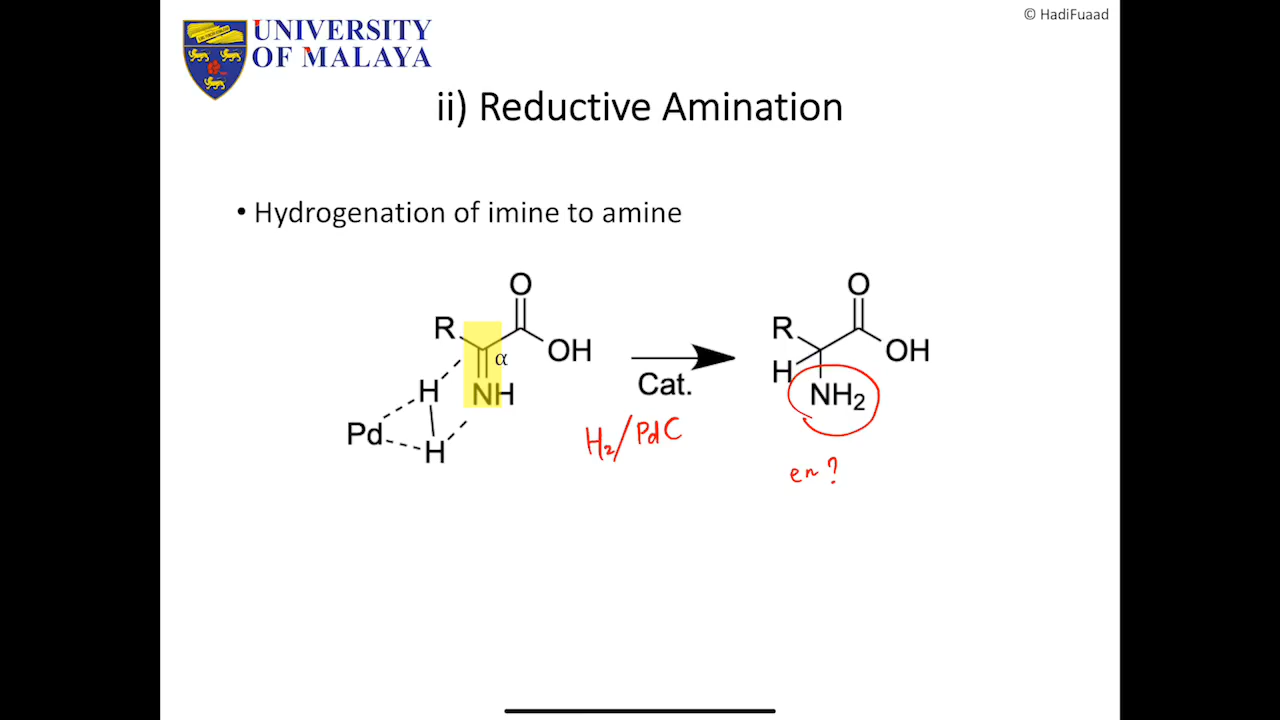 © HadiFuaad
UNIVERSITY
OF MALAYA
ii) Reductive Amination
• Hydrogenation of imine to amine
O
R
α
OH
H
NH
Pd
H
Cat.
H₂/PdC
O
R
OH
H
NH₂
en?